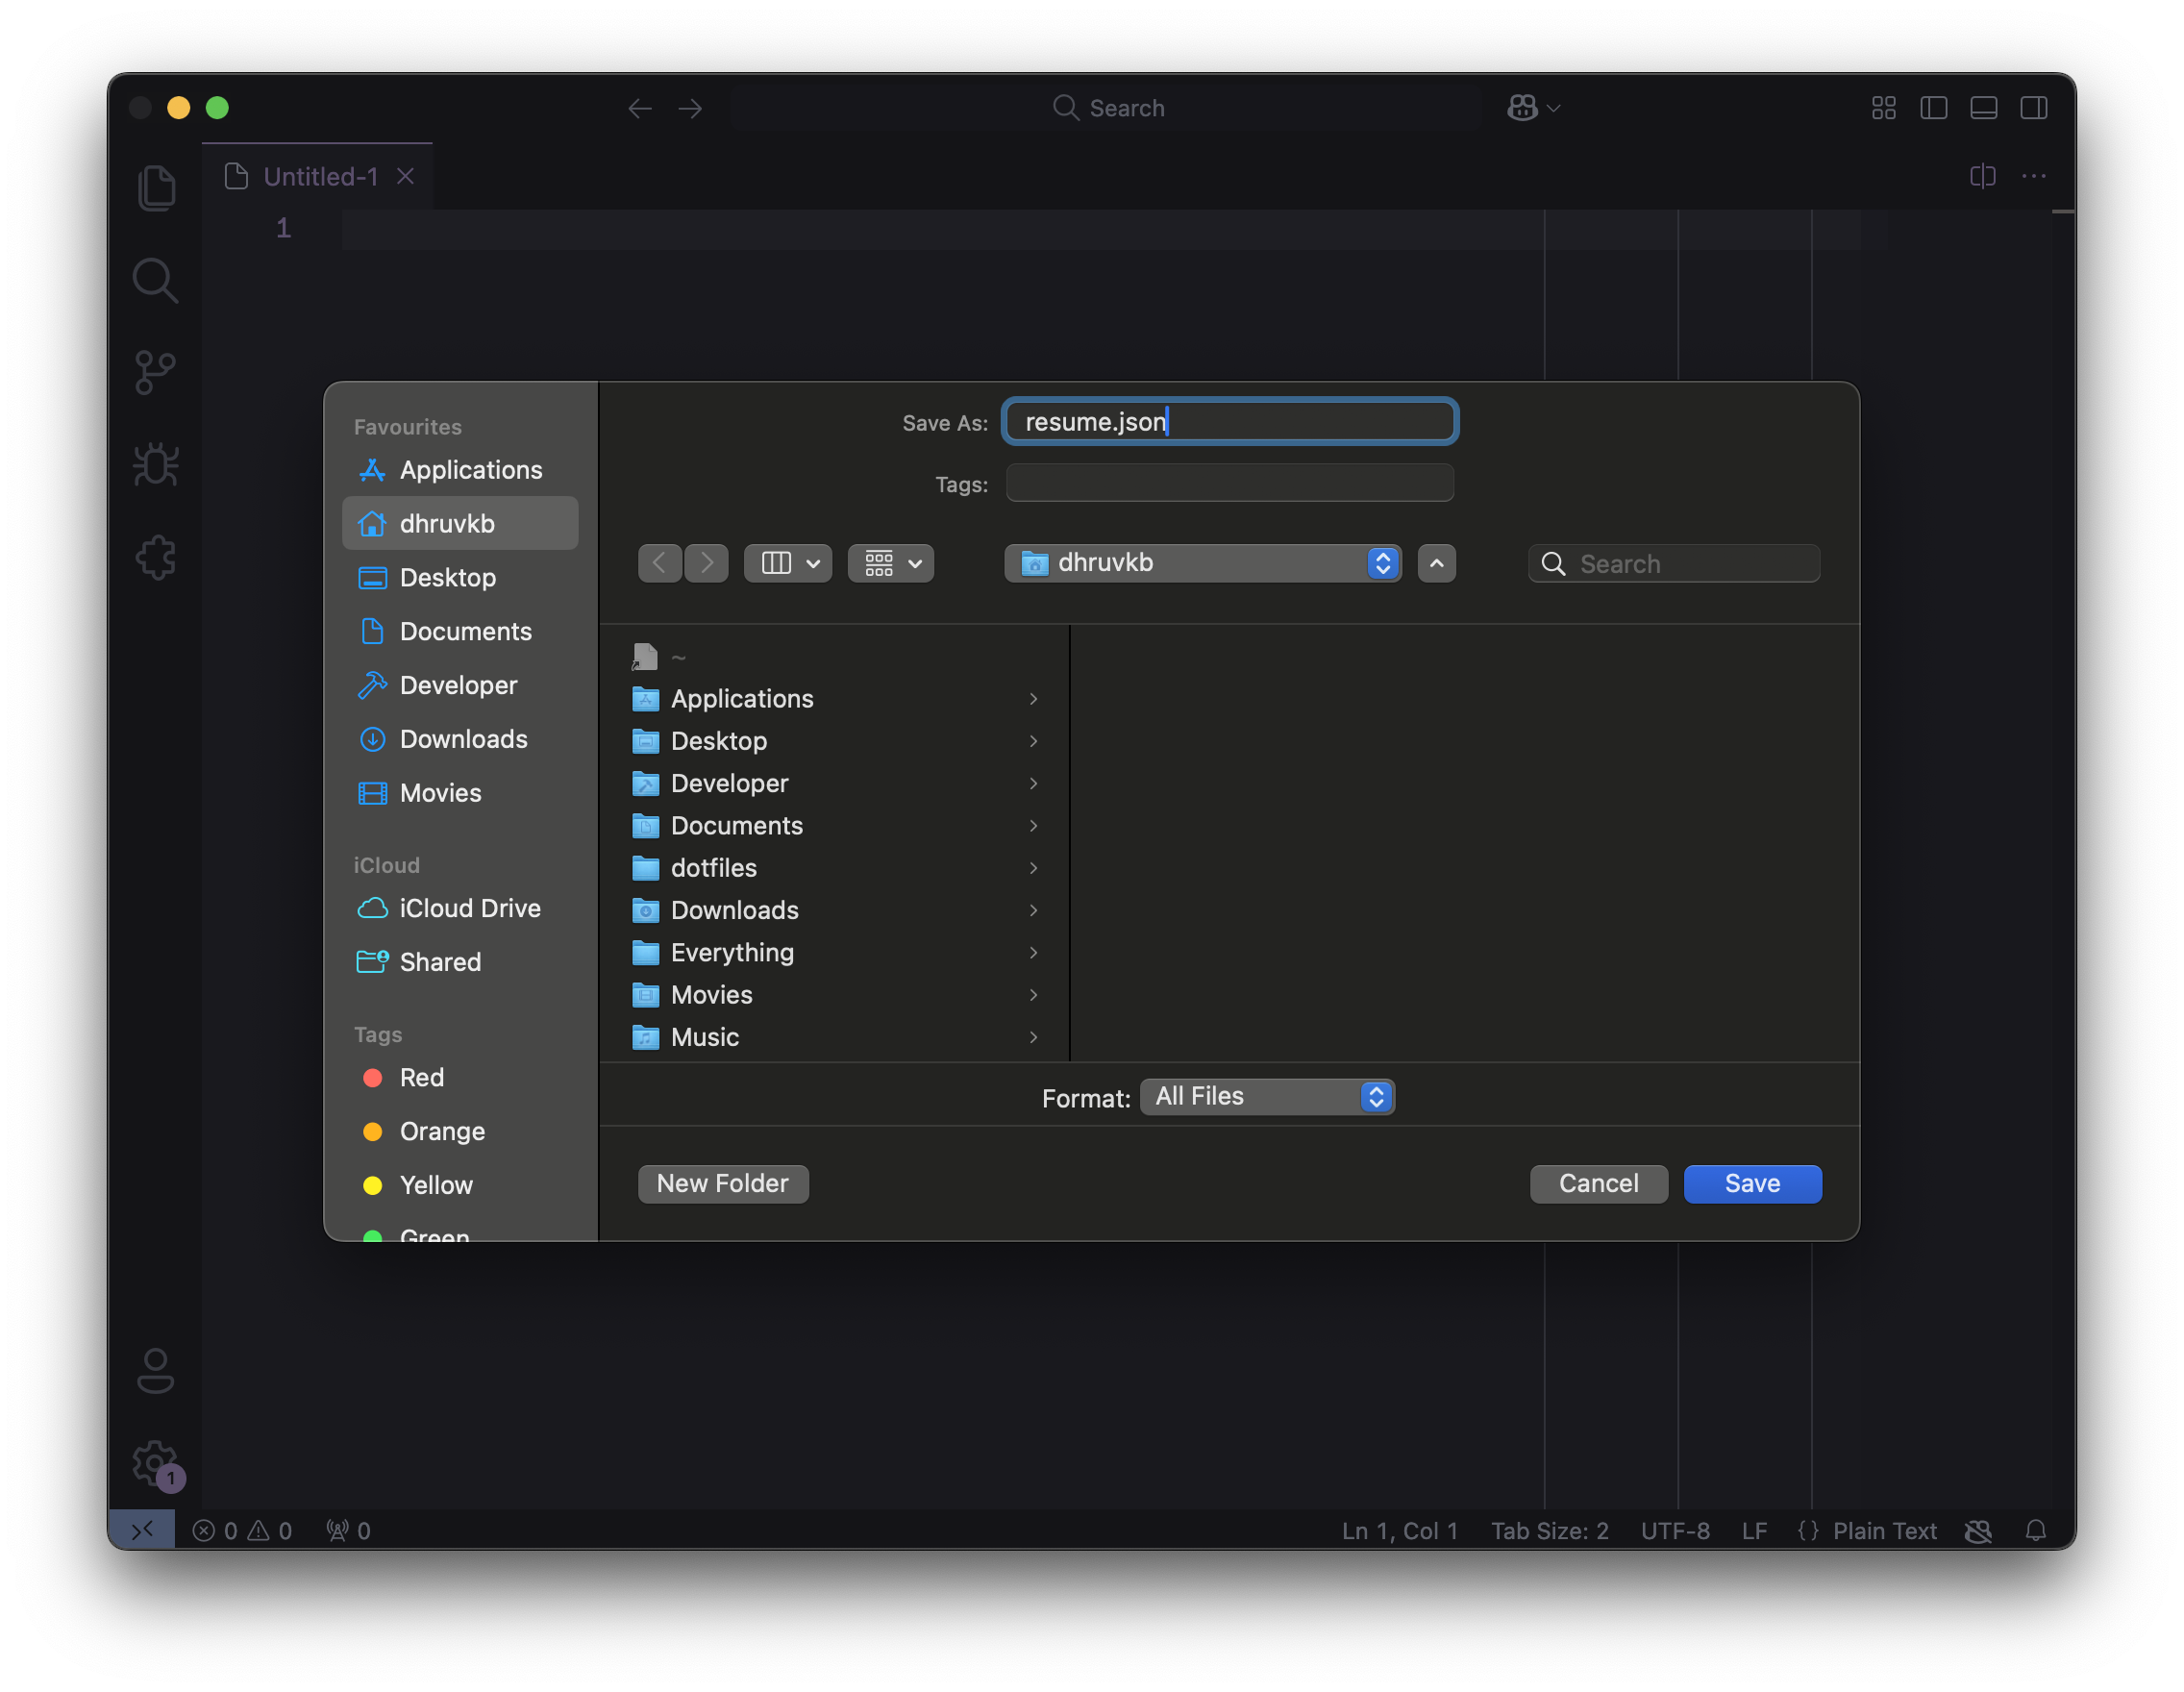 Search
Untitled-1
1
Favourites
Applications
dhruvkb
Desktop
Documents
Developer
Downloads
Movies
iCloud
iCloud Drive
Shared
Tags
Red
Orange
Yellow
Green
Save As: resume.json
Tags:
dhruvkb
Search
~
Applications
Desktop
Developer
Documents
dotfiles
Downloads
Everything
Movies
Music
Format: All Files
New Folder
Cancel
Save
1
0 0 0
Ln 1, Col 1
Tab Size: 2
UTF-8
LF
{} Plain Text